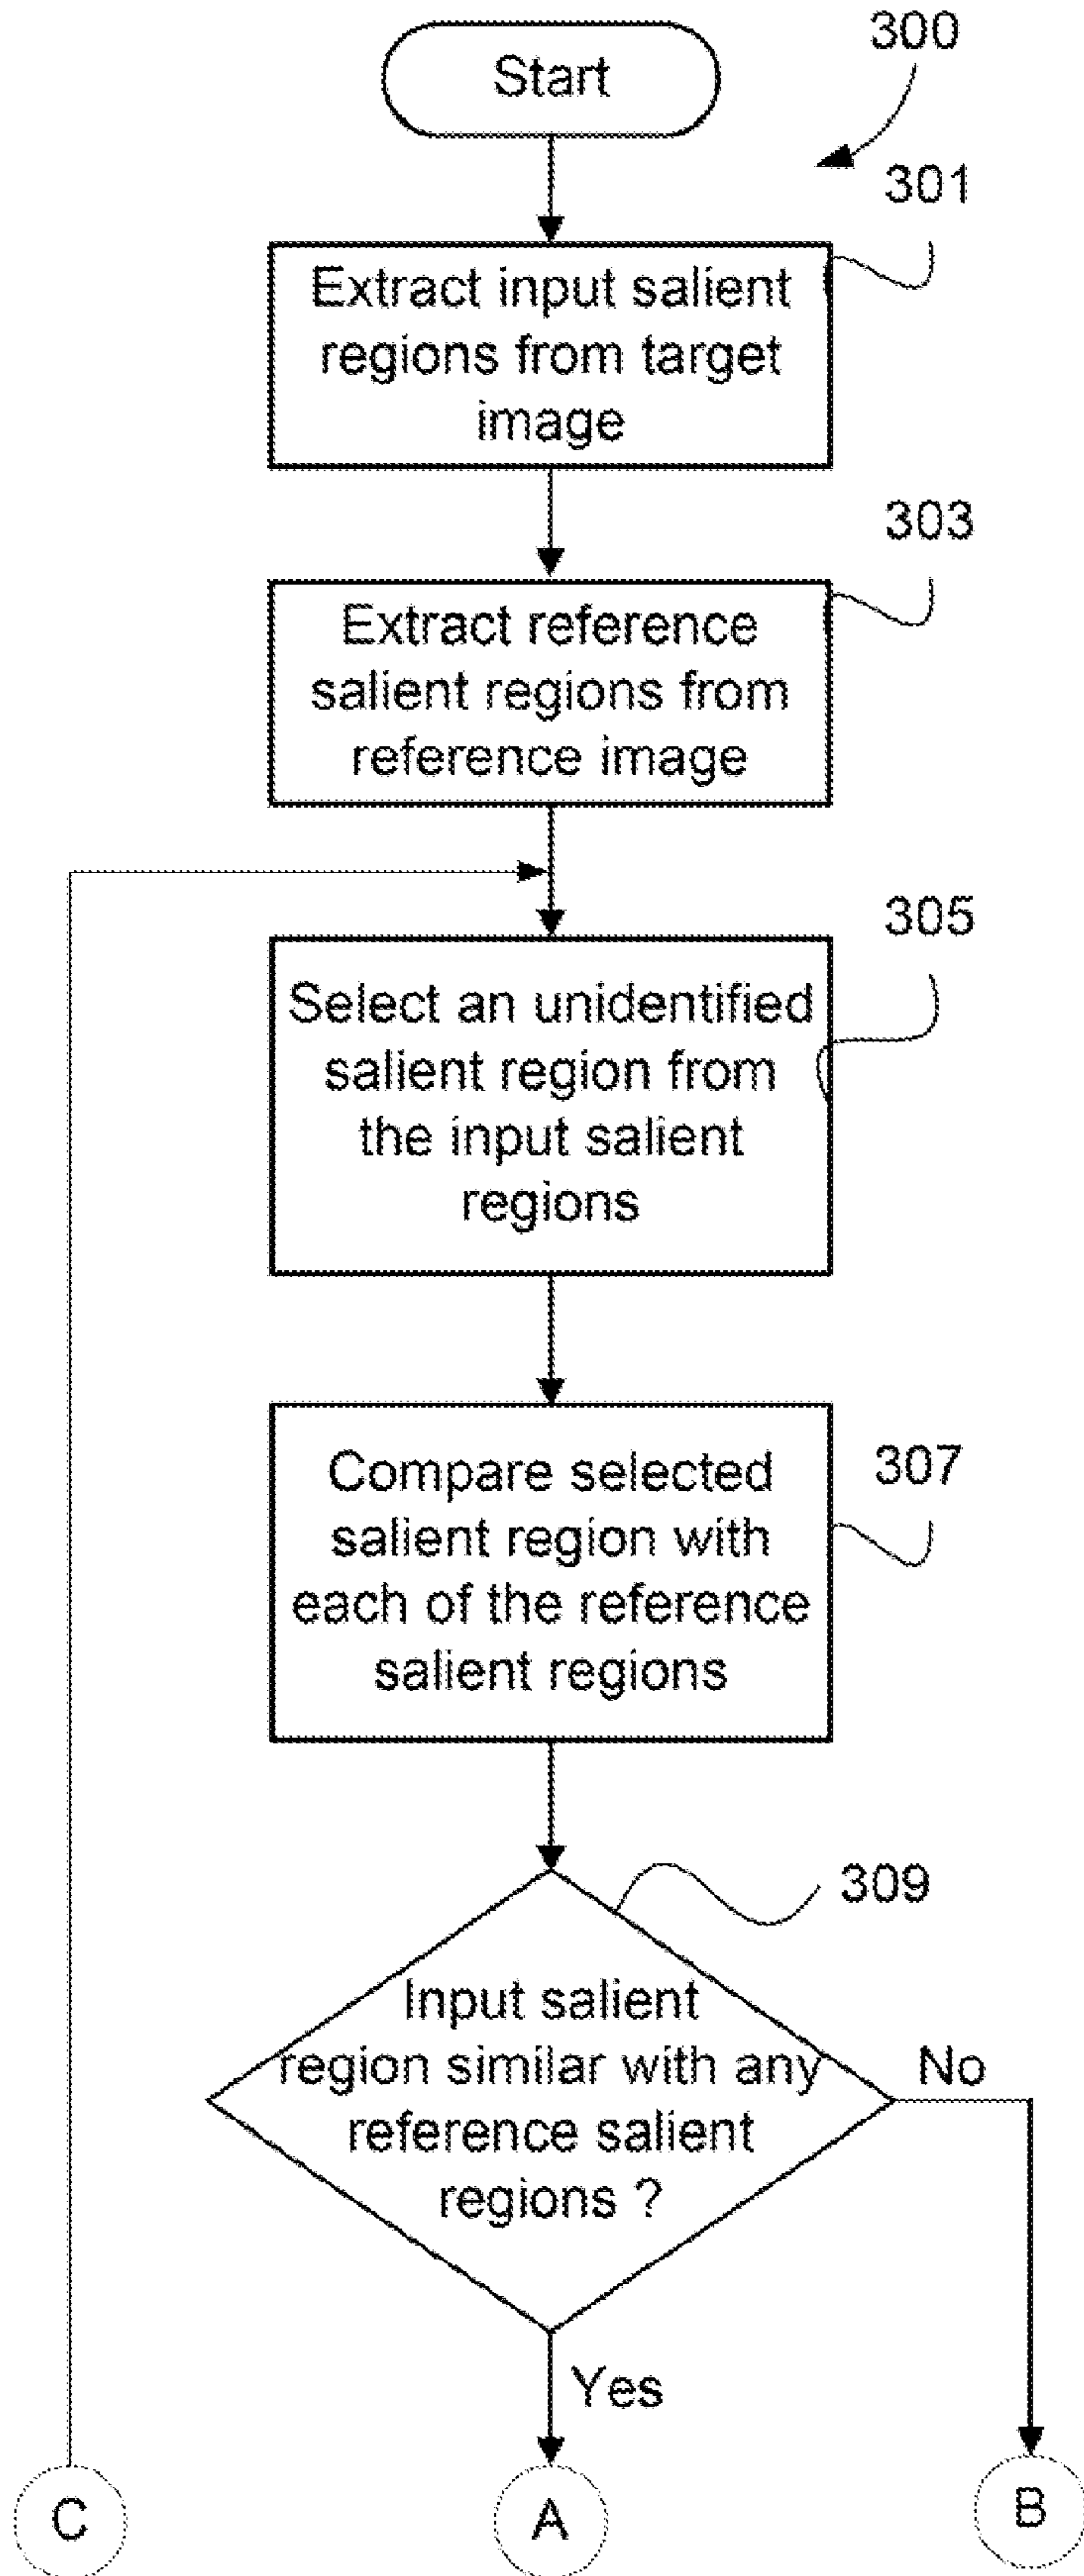 Start
300
301
Extract input salient
regions from target
image
303
Extract reference
salient regions from
reference image
305
Select an unidentified
salient region from
the input salient
regions
307
Compare selected
salient region with
each of the reference
salient regions
309
Input salient
region similar with any
reference salient
regions ?
No
Yes
C
A
B